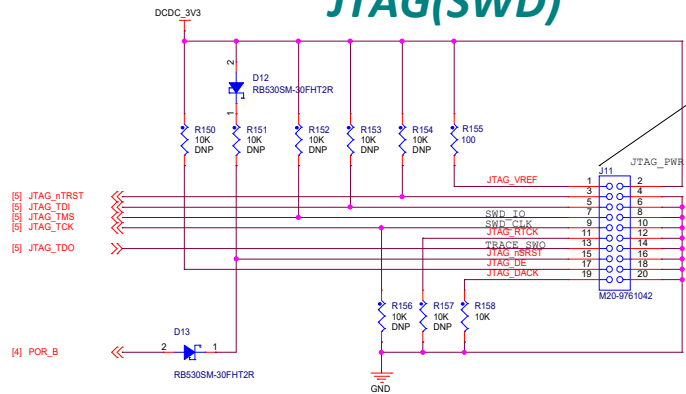 JTAG(SWD)
DCDC_3V3
2
D12
RB530SM-30FHT2R
1
R150
10K
DNP
R151
10K
DNP
R152
10K
DNP
R153
10K
DNP
R154
10K
DNP
R155
100
JTAG_PWR
J11
JTAG_VREF
1 2
[5] JTAG_nTRST
3 4
[5] JTAG_TDI
5 6
[5] JTAG_TMS
SWD_IO
7 8
[5] JTAG_TCK
SWD_CLK
9 10
JTAG_RTCK
11 12
[5] JTAG_TDO
TRACE_SWO
13 14
JTAG_nSRST
15 16
JTAG_DE
17 18
JTAG_DACK
19 20
M20-9761042
R156
10K
DNP
R157
10K
DNP
R158
10K
D13
[4] POR_B
2 1
RB530SM-30FHT2R
GND